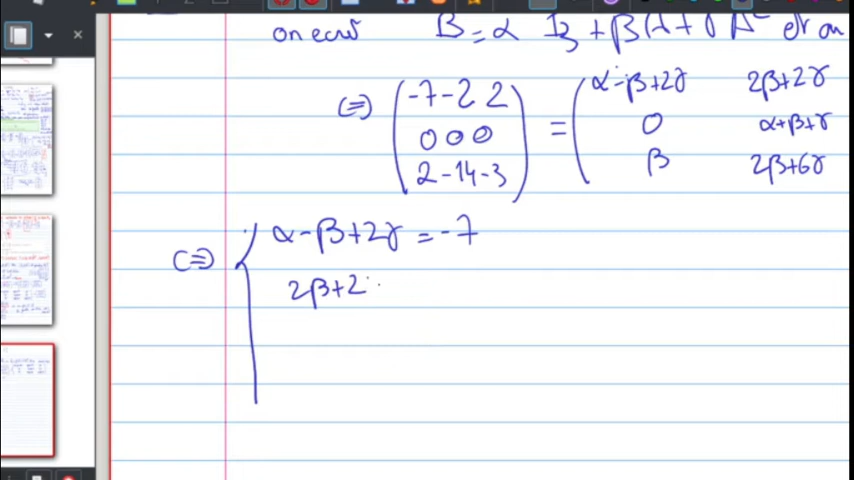 on écrit B = α I₃ + βA + γ A² et on
⇔ ( -7 -2 2 ) = ( α - β + 2γ 2β + 2γ
0 0 0 0 α + β + γ
2 -14 -3 β 2β + 6γ
⇔ { α - β + 2γ = -7
2β + 2